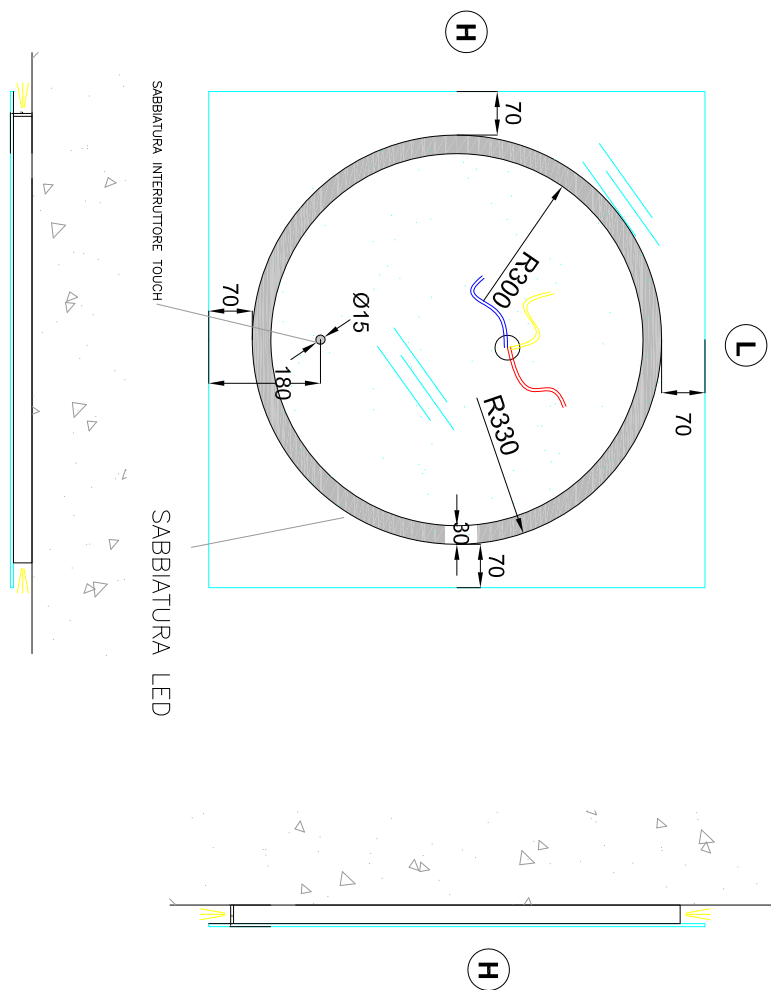 H
70
L
SABBIATURA INTERRUTTORE TOUCH
R300
70
Ø15
180
70
R330
30
70
SABBIATURA LED
H